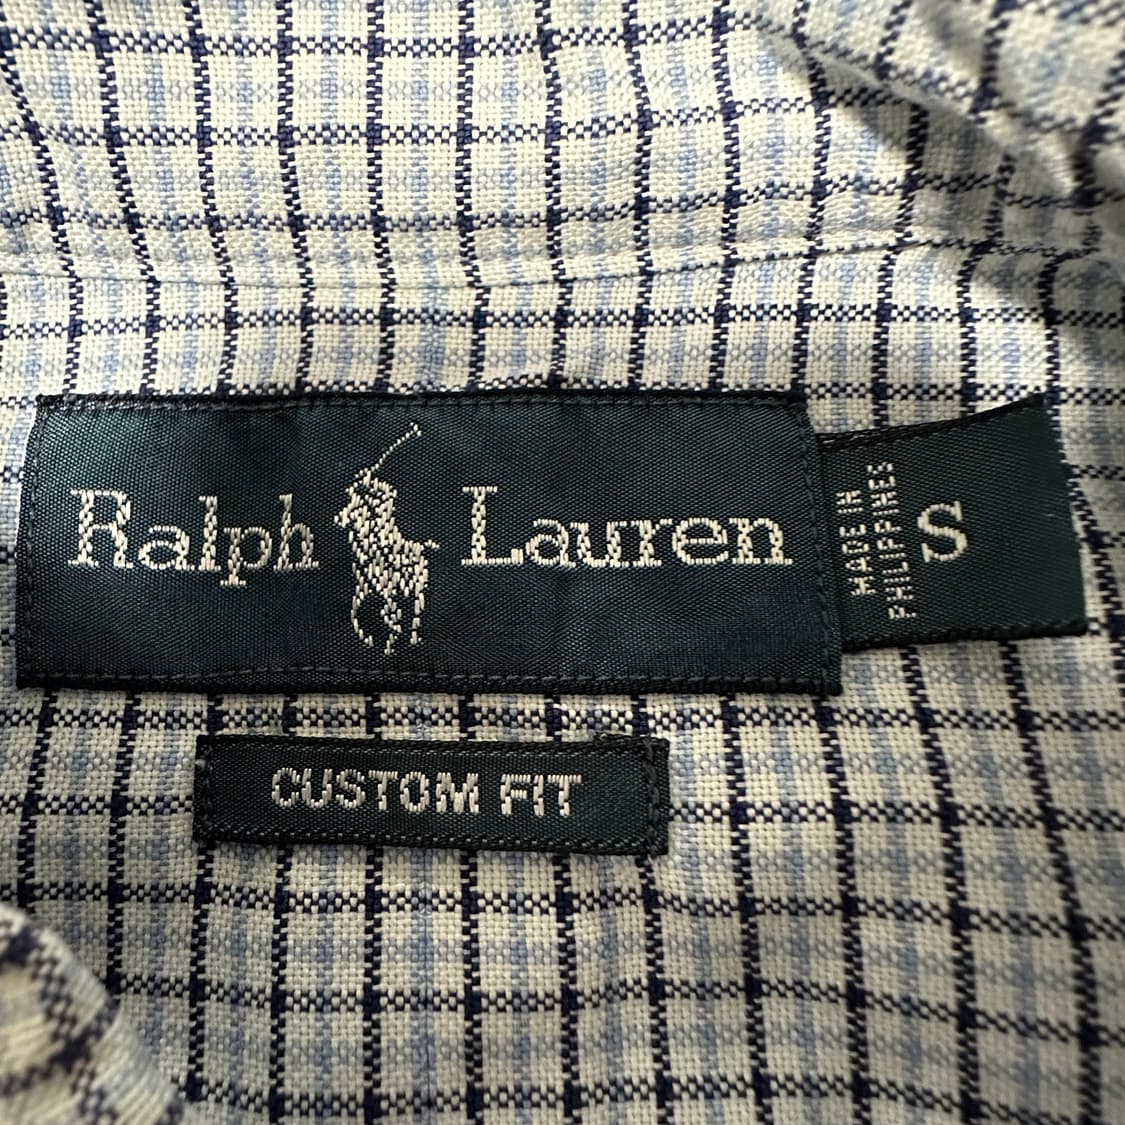 Ralph Lauren
MADE IN
PHILIPPINES
S
CUSTOM FIT